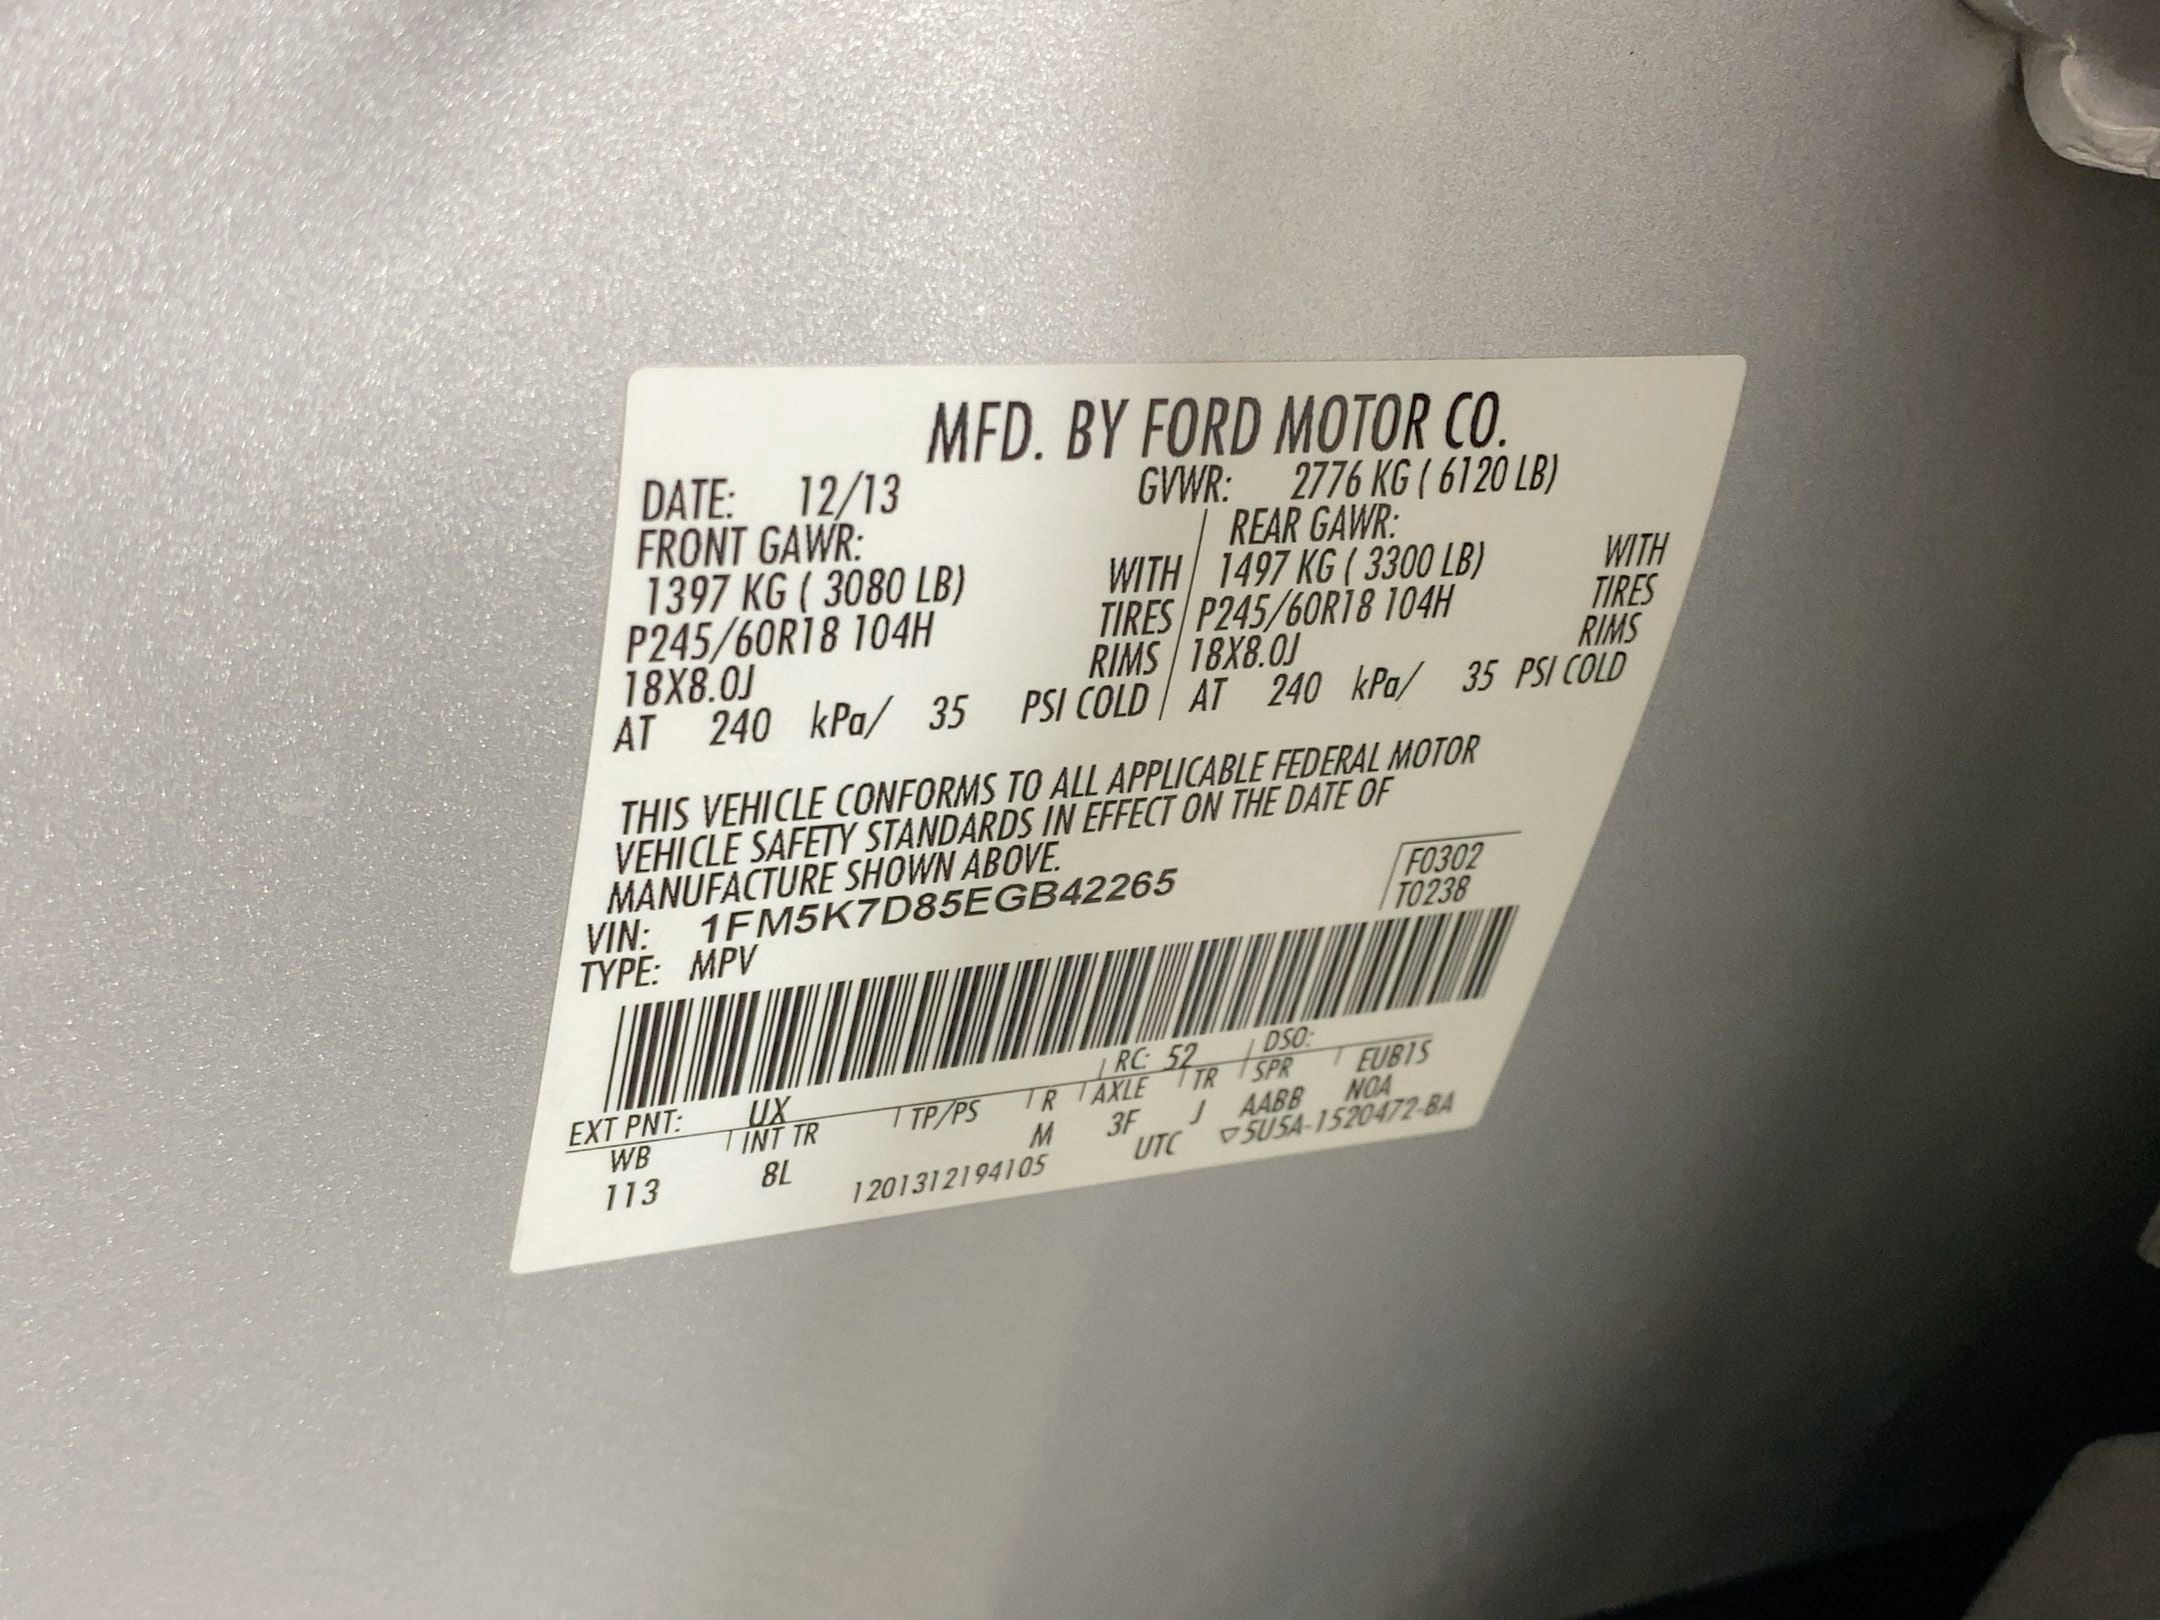 MFD. BY FORD MOTOR CO.
DATE: 12/13 GVWR: 2776 KG ( 6120 LB)
FRONT GAWR: REAR GAWR:
1397 KG ( 3080 LB) WITH 1497 KG ( 3300 LB) WITH
P245/60R18 104H TIRES P245/60R18 104H TIRES
18X8.0J RIMS 18X8.0J RIMS
AT 240 kPa/ 35 PSI COLD AT 240 kPa/ 35 PSI COLD
THIS VEHICLE CONFORMS TO ALL APPLICABLE FEDERAL MOTOR
VEHICLE SAFETY STANDARDS IN EFFECT ON THE DATE OF
MANUFACTURE SHOWN ABOVE.
VIN: 1FM5K7D85EGB42265 F0302
TYPE: MPV T0238
EXT PNT: UX RC: 52 DSO:
WB INT TR TP/PS R AXLE TR SPR EUB1S
113 8L M 3F J AABB NOA
1201312194105 UTC ▽5U5A-1520472-BA